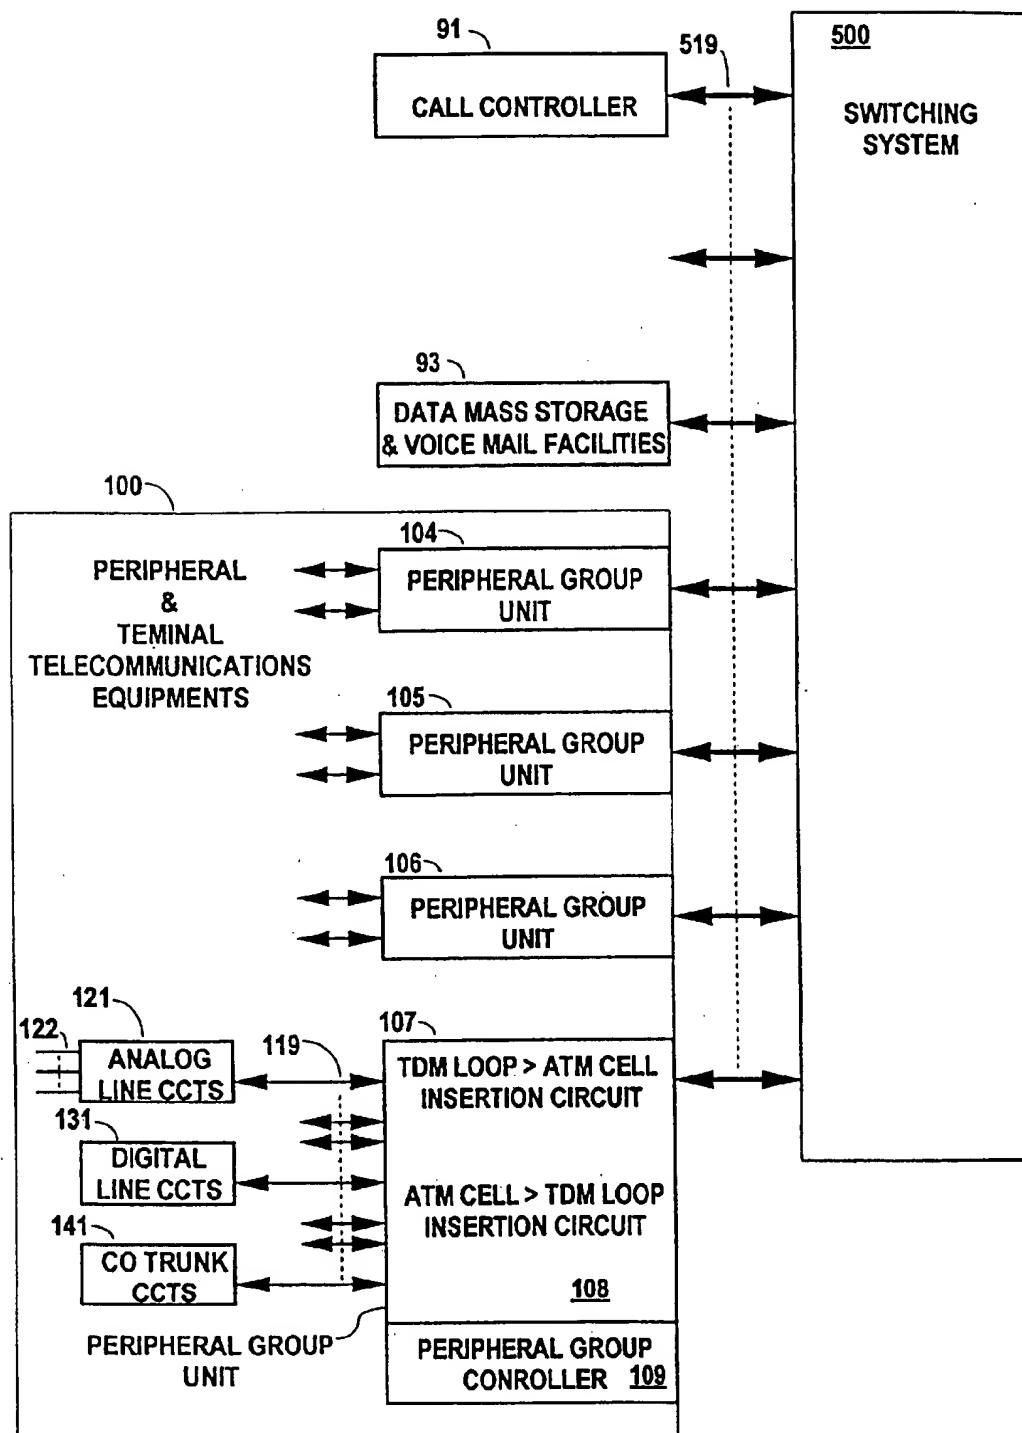 91
CALL CONTROLLER
519
500
SWITCHING
SYSTEM
93
DATA MASS STORAGE
& VOICE MAIL FACILITIES
100
PERIPHERAL
&
TEMINAL
TELECOMMUNICATIONS
EQUIPMENTS
104
PERIPHERAL GROUP
UNIT
105
PERIPHERAL GROUP
UNIT
106
PERIPHERAL GROUP
UNIT
121
122
ANALOG
LINE CCTS
119
107
TDM LOOP > ATM CELL
INSERTION CIRCUIT
131
DIGITAL
LINE CCTS
ATM CELL > TDM LOOP
INSERTION CIRCUIT
141
CO TRUNK
CCTS
108
PERIPHERAL GROUP
UNIT
PERIPHERAL GROUP
CONROLLER 109